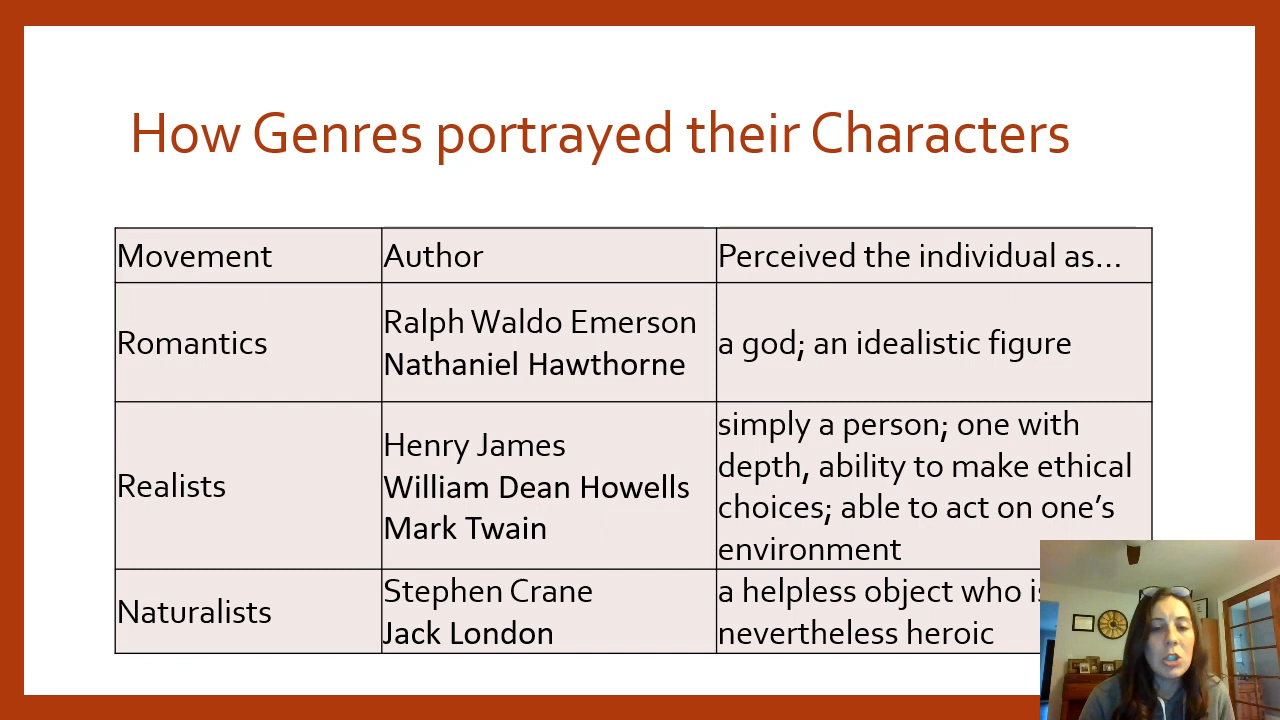 How Genres portrayed their Characters
Movement
Author
Perceived the individual as...
Romantics
Ralph Waldo Emerson
Nathaniel Hawthorne
a god; an idealistic figure
Realists
Henry James
William Dean Howells
Mark Twain
simply a person; one with
depth, ability to make ethical
choices; able to act on one’s
environment
Naturalists
Stephen Crane
Jack London
a helpless object who
nevertheless heroic